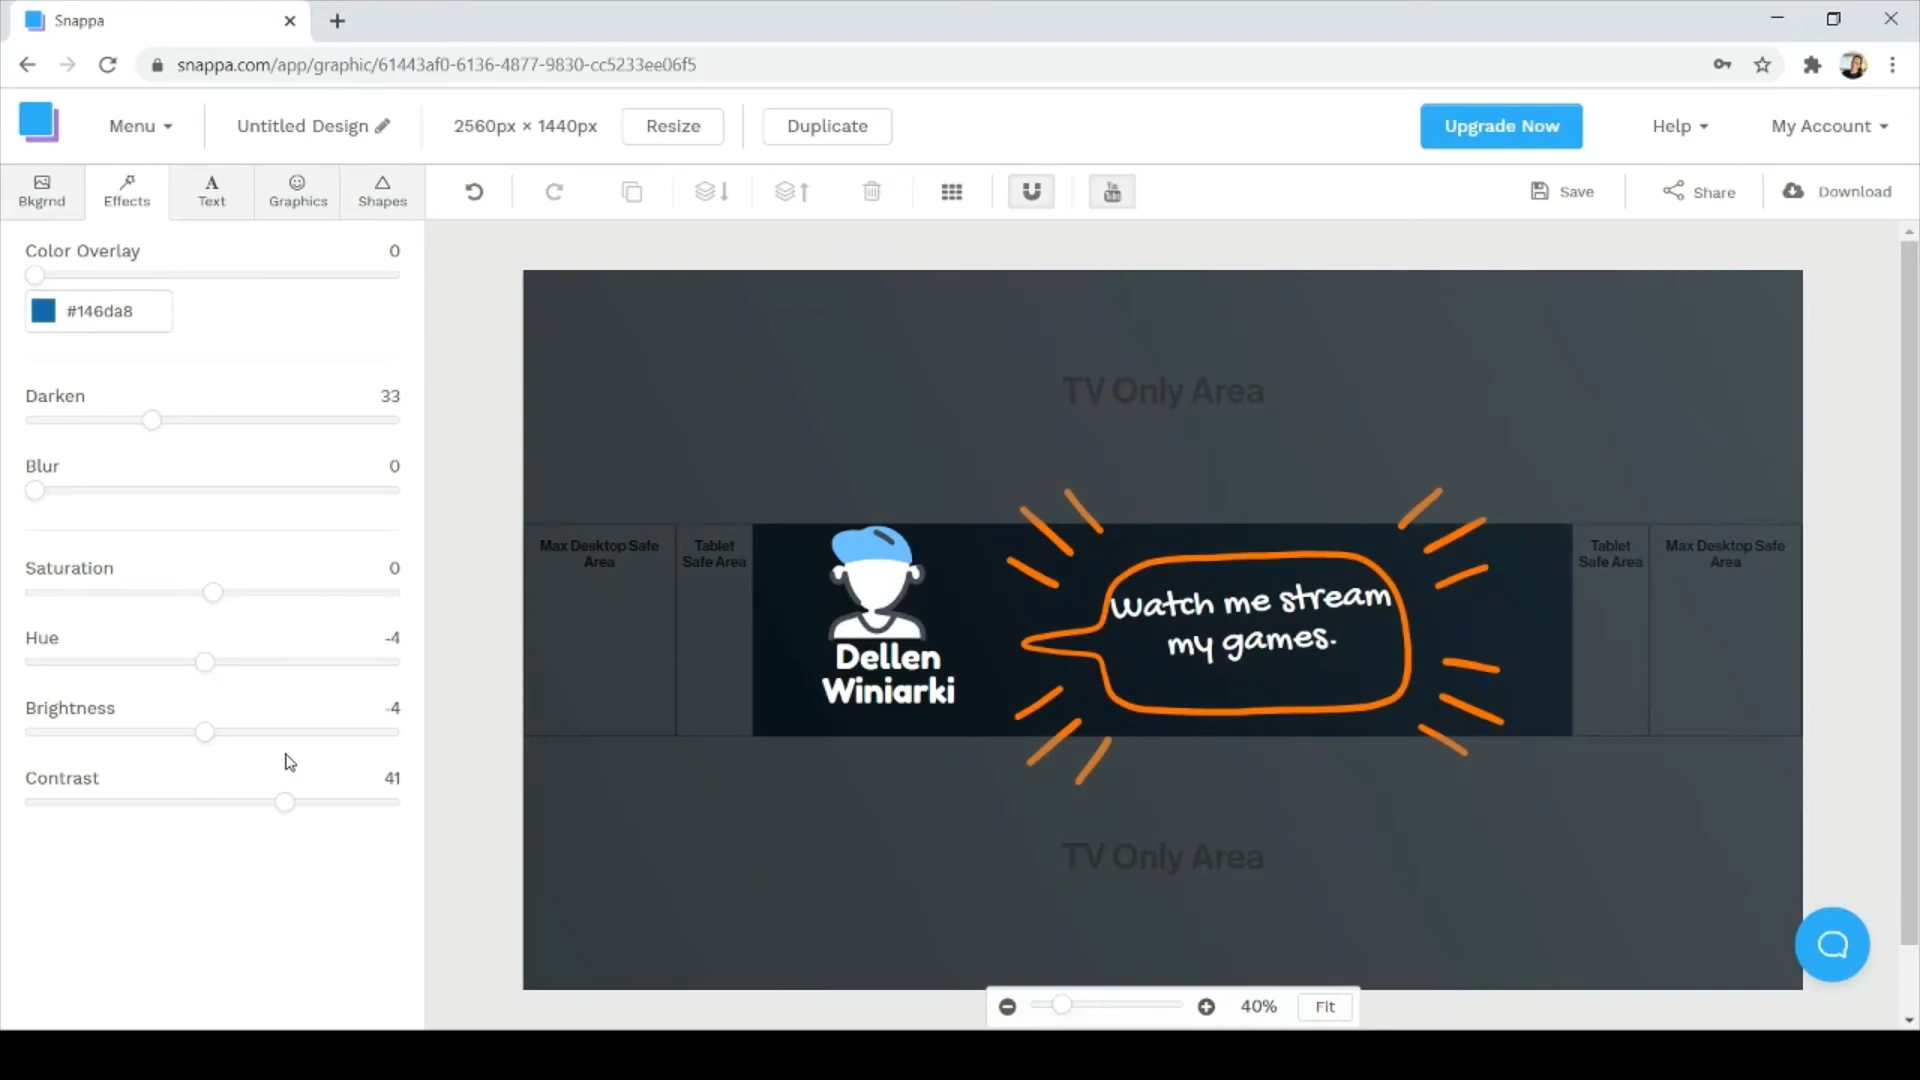 Snappa
snappa.com/app/graphic/61443af0-6136-4877-9830-cc5233ee06f5
Menu
Untitled Design
2560px × 1440px
Resize
Duplicate
Upgrade Now
Help
My Account
Bkgrnd
Effects
Text
Graphics
Shapes
You
Tube
Save
Share
Download
Color Overlay 0
#146da8
Darken 33
Blur 0
Saturation 0
Hue -4
Brightness -4
Contrast 41
TV Only Area
Max Desktop Safe
Area
Tablet
Safe Area
Dellen
Winiarki
Watch me stream
my games.
Tablet
Safe Area
Max Desktop Safe
Area
TV Only Area
40%
Fit